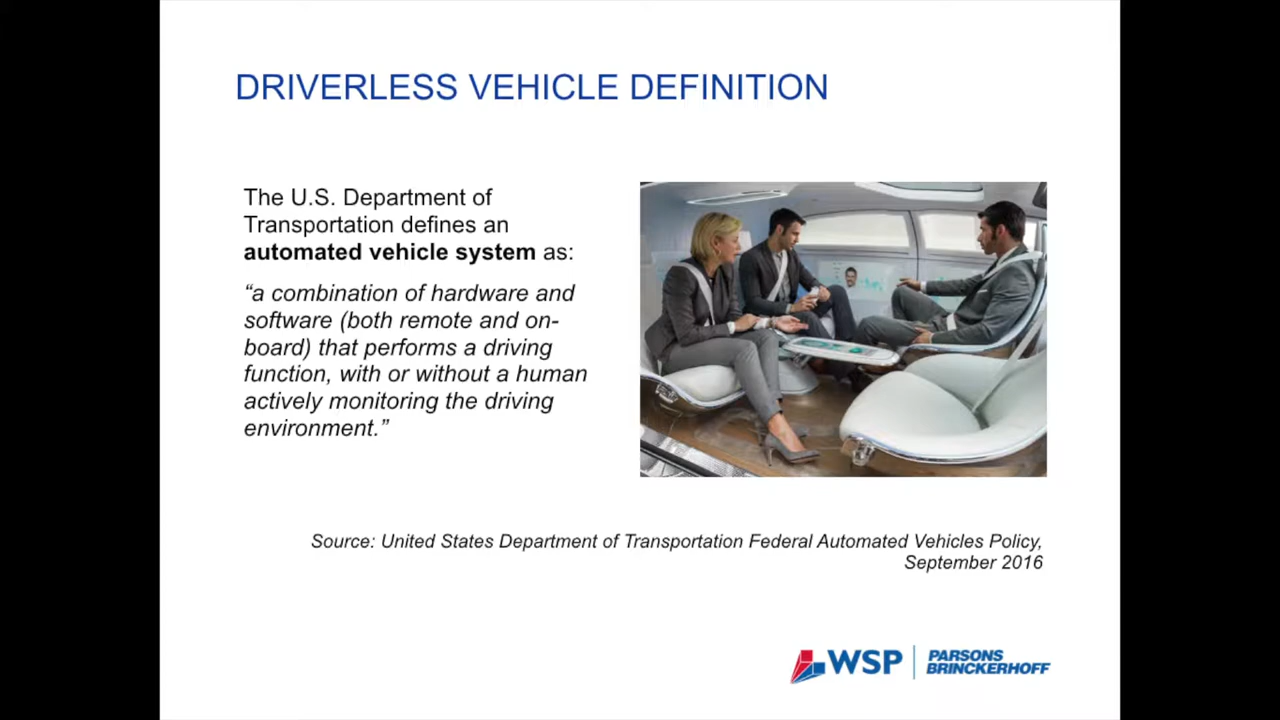 DRIVERLESS VEHICLE DEFINITION
The U.S. Department of
Transportation defines an
automated vehicle system as:
“a combination of hardware and
software (both remote and on-
board) that performs a driving
function, with or without a human
actively monitoring the driving
environment.”
Source: United States Department of Transportation Federal Automated Vehicles Policy,
September 2016
WSP | PARSONS
BRINCKERHOFF